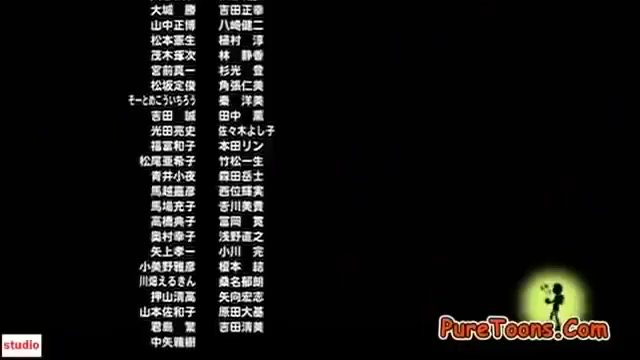 大城　勝　吉田正幸
山中正博　八崎健二
松本憲生　植村　淳
茂木琢次　林　静香
宮前真一　杉光　登
松坂定俊　角張仁美
そーとめこういちろう　秦　洋美
吉田　誠　田中　薫
光田亮史　佐々木よし子
福富和子　本田リン
松尾亜希子　竹松一生
青井小夜　森田岳士
馬越嘉彦　西位輝実
馬場充子　吉川美貴
高橋典子　富岡　寛
奥村幸子　浅野直之
矢上孝一　小川　完
小美野雅彦　榎本　
川畑えるきん　桑名郁朗
押山清高　矢向宏志
山本佐和子　原田大基
君島　繁　吉田清美
中矢雅樹
PureToons.Com
studio